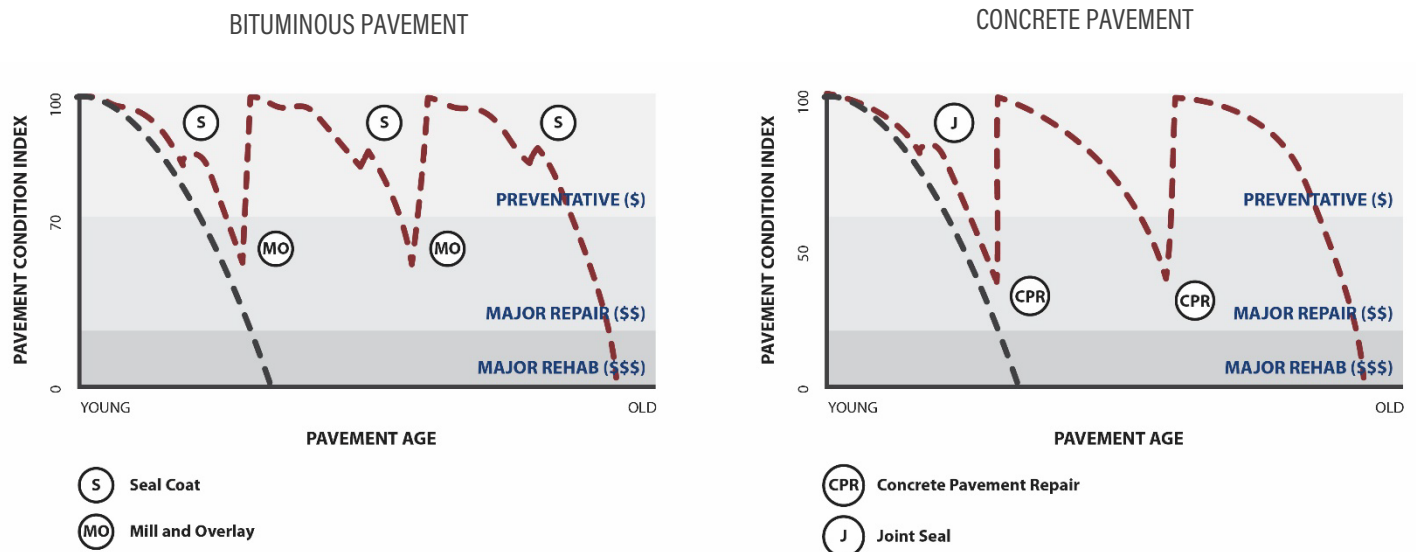 BITUMINOUS PAVEMENT
PAVEMENT CONDITION INDEX
100
70
0
S
S
S
MO
MO
PREVENTATIVE ($)
MAJOR REPAIR ($$)
MAJOR REHAB ($$$)
YOUNG
OLD
PAVEMENT AGE
S Seal Coat
MO Mill and Overlay
CONCRETE PAVEMENT
PAVEMENT CONDITION INDEX
100
50
0
J
CPR
CPR
PREVENTATIVE ($)
MAJOR REPAIR ($$)
MAJOR REHAB ($$$)
YOUNG
OLD
PAVEMENT AGE
CPR Concrete Pavement Repair
J Joint Seal